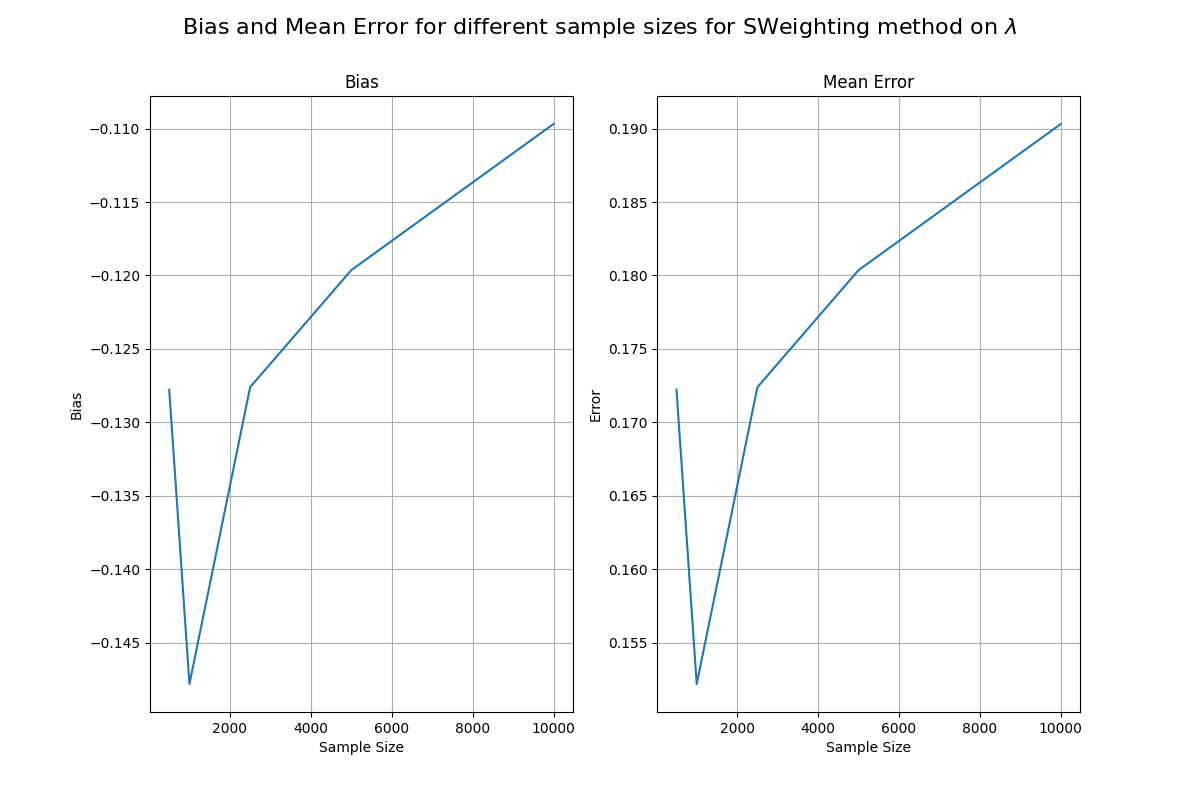 Bias and Mean Error for different sample sizes for SWeighting method on λ
Bias
−0.110
−0.115
−0.120
−0.125
−0.130
−0.135
−0.140
−0.145
Bias
2000 4000 6000 8000 10000
Sample Size
Mean Error
0.190
0.185
0.180
0.175
0.170
0.165
0.160
0.155
Error
2000 4000 6000 8000 10000
Sample Size